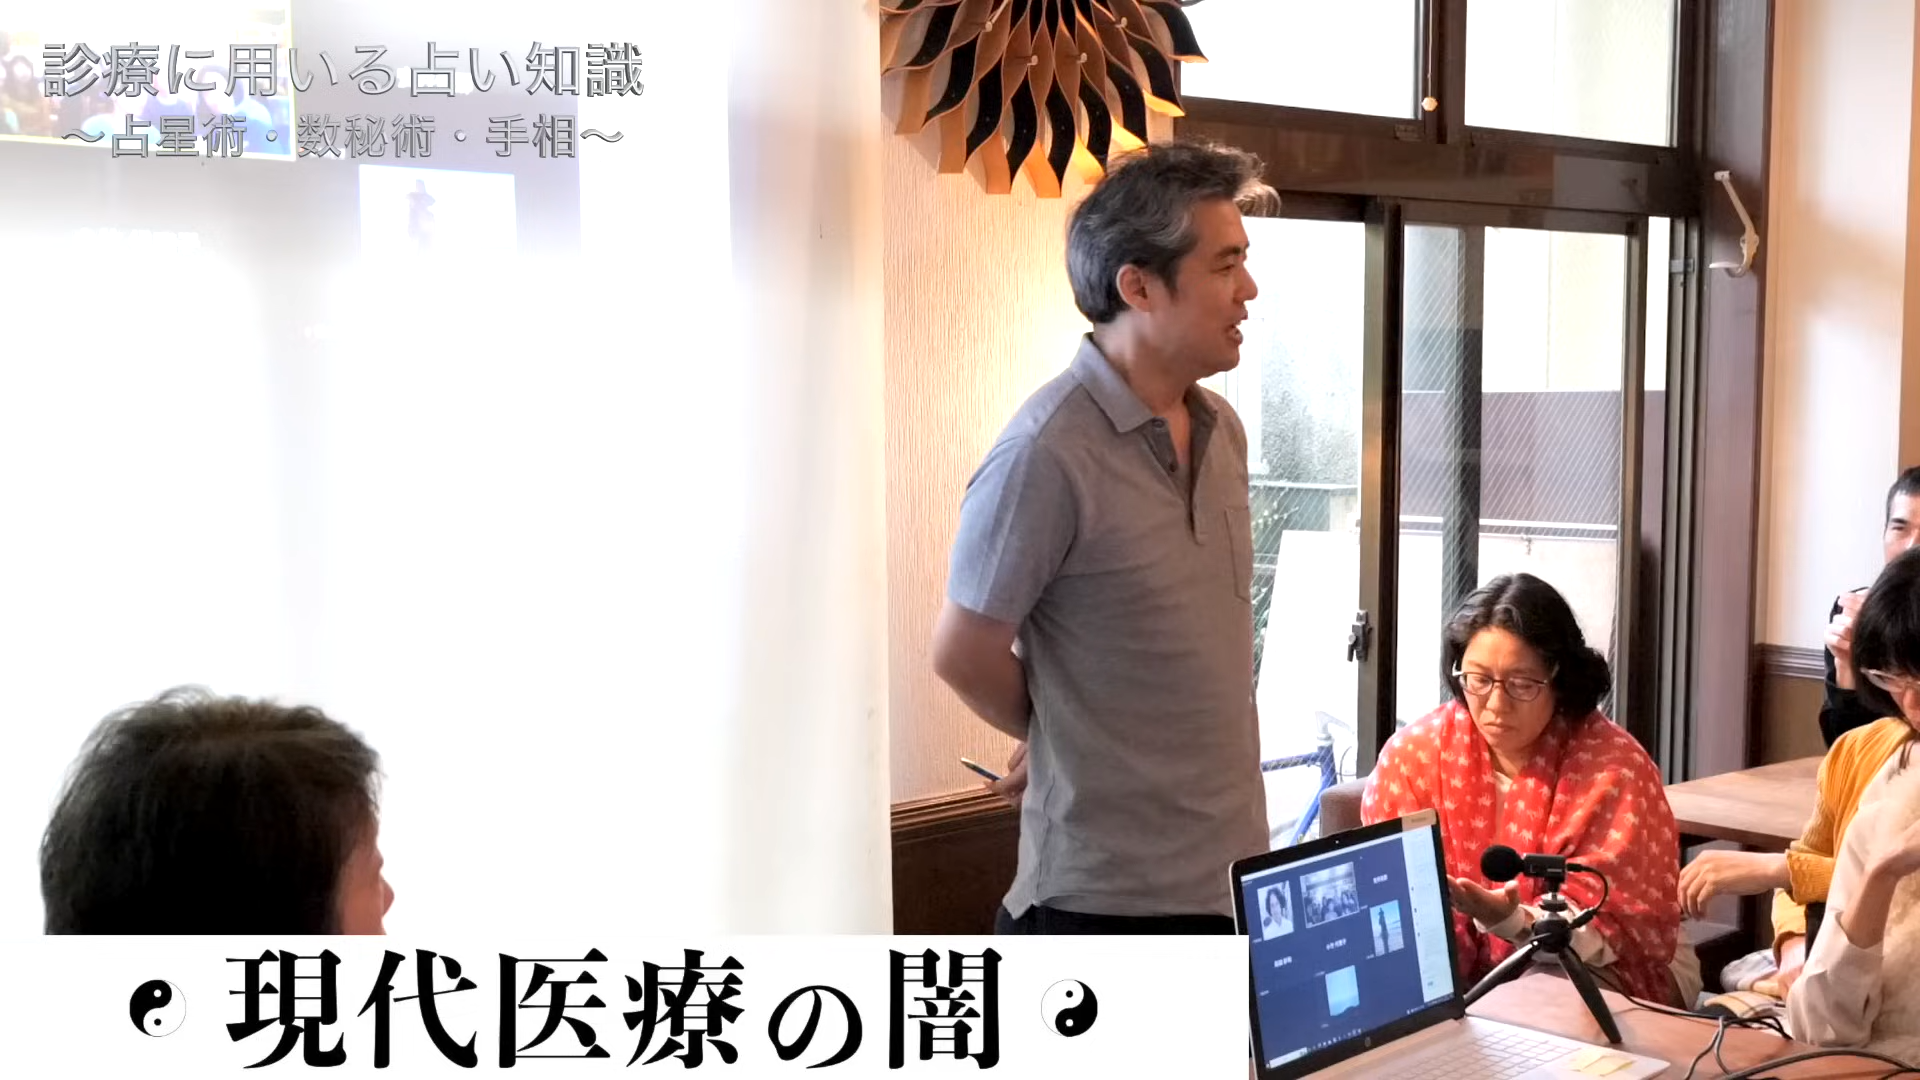 診療に用いる占い知識
～占星術・数秘術・手相～
現代医療の闇